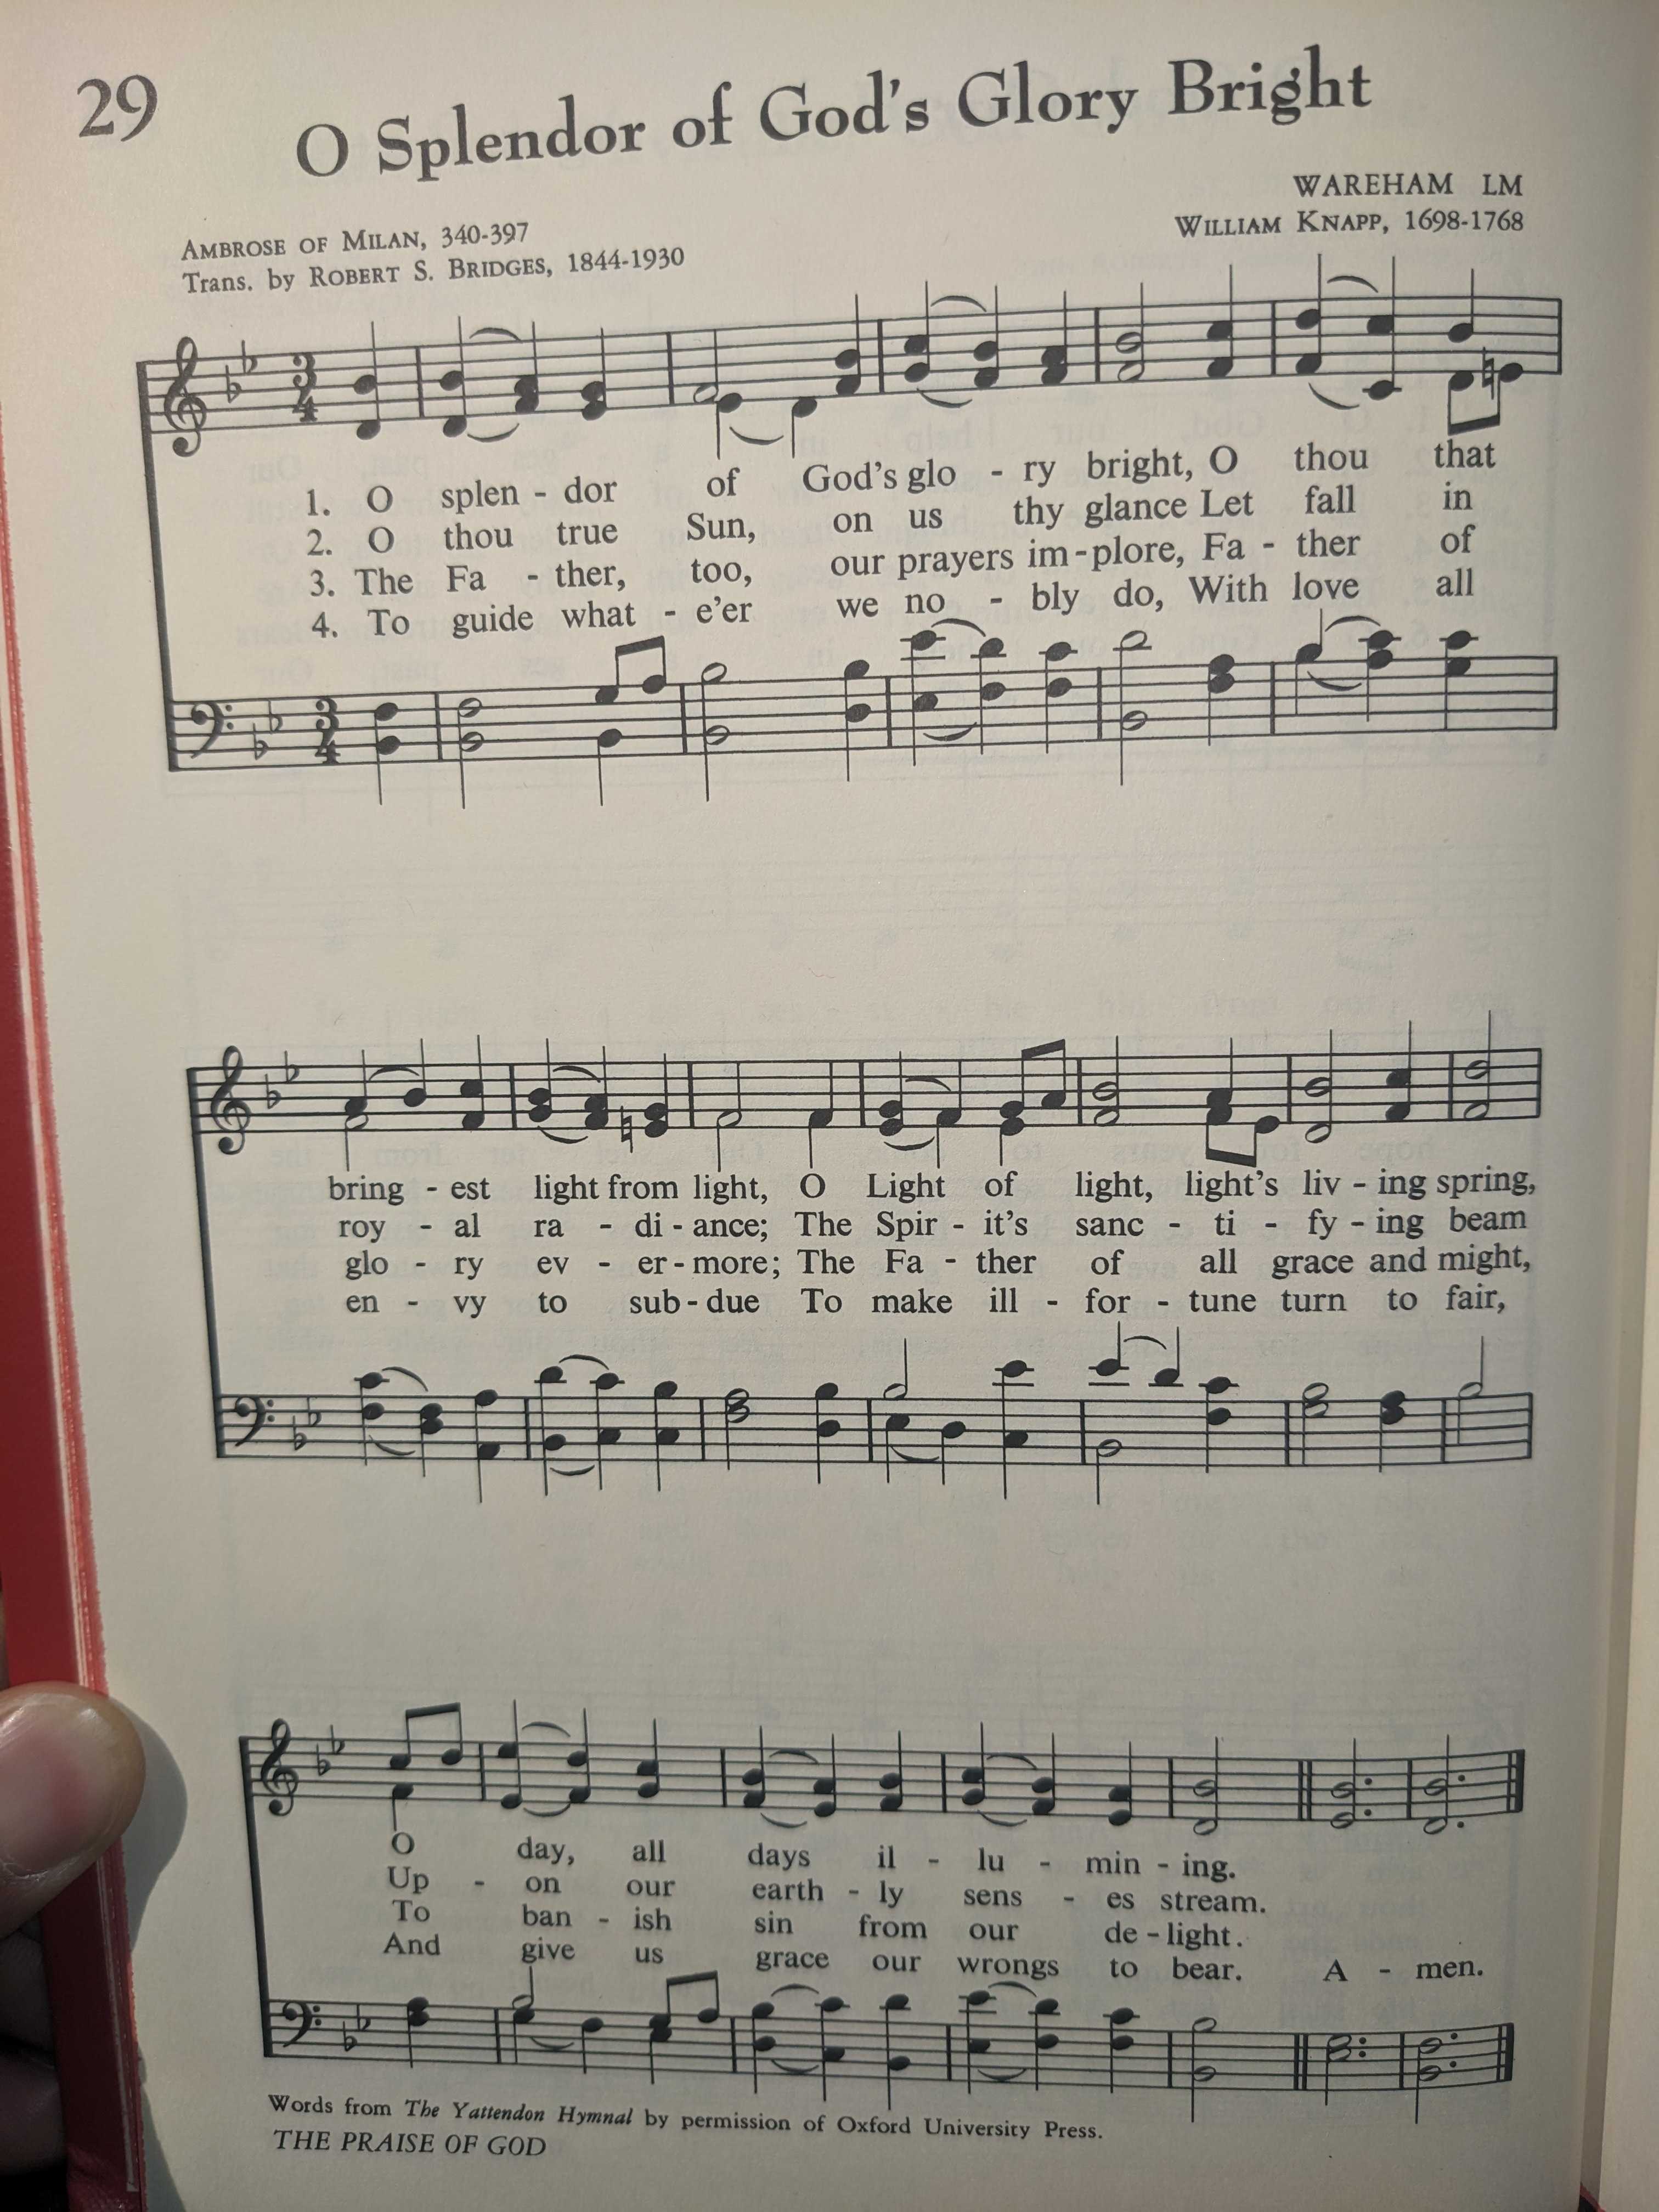 29
O Splendor of God's Glory Bright
WAREHAM LM
AMBROSE OF MILAN, 340-397
WILLIAM KNAPP, 1698-1768
Trans. by ROBERT S. BRIDGES, 1844-1930
3 4
1. O splen - dor of God's glo - ry bright, O thou that
2. O thou true Sun, on us thy glance Let fall in
3. The Fa - ther, too, our prayers im - plore, Fa - ther of
4. To guide what - e'er we no - bly do, With love all
3 4
bring - est light from light, O Light of light, light's liv - ing spring,
roy - al ra - di - ance; The Spir - it's sanc - ti - fy - ing beam
glo - ry ev - er - more; The Fa - ther of all grace and might,
en - vy to sub - due To make ill - for - tune turn to fair,
O day, all days il - lu - min - ing.
Up - on our earth - ly sens - es stream.
To ban - ish sin from our de - light.
And give us grace our wrongs to bear. A - men.
Words from The Yattendon Hymnal by permission of Oxford University Press.
THE PRAISE OF GOD